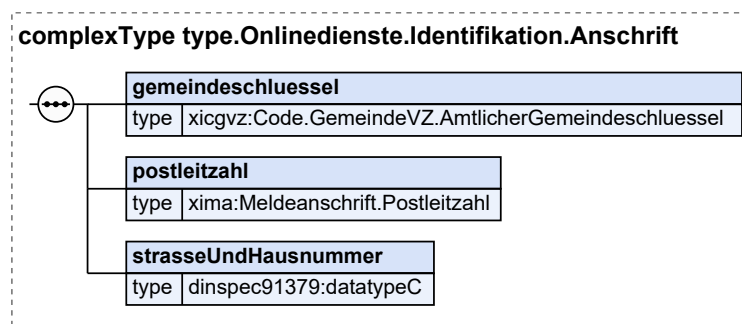 complexType type.Onlinedienste.Identifikation.Anschrift
gemeindeschluessel
type xicgvz:Code.GemeindeVZ.AmtlicherGemeindeschluessel
postleitzahl
type xima:Meldeanschrift.Postleitzahl
strasseUndHausnummer
type dinspec91379:datatypeC